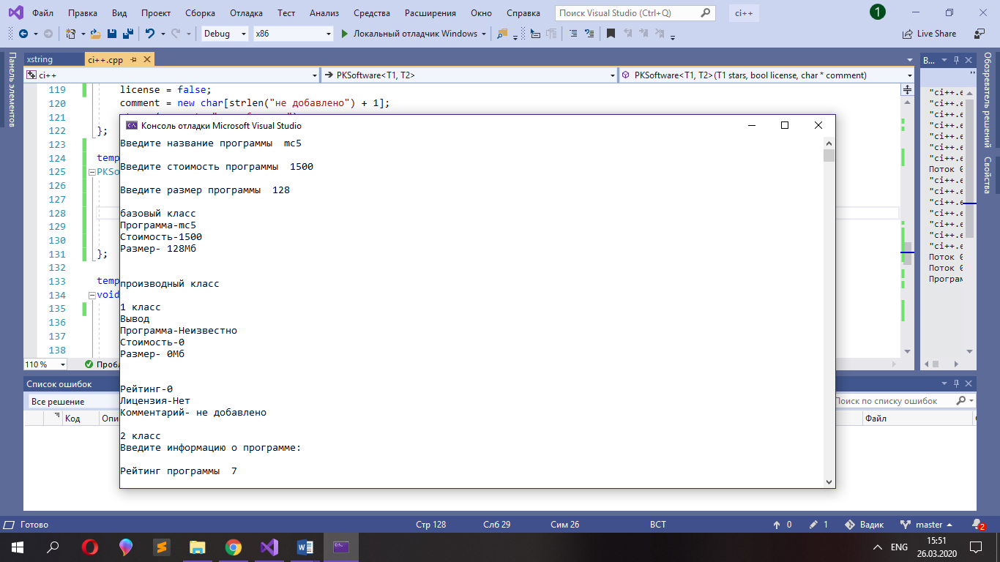 Файл Правка Вид Проект Сборка Отладка Тест Анализ Средства Расширения Окно Справка Поиск Visual Studio (Ctrl+Q) ci++ 1
Debug x86 Локальный отладчик Windows Live Share
Панель элементов
xstring ci++.cpp В...
ci++ PKSoftware<T1, T2> PKSoftware<T1, T2>(T1 stars, bool license, char * comment)
119 license = false;
120 comment = new char[strlen("не добавлено") + 1];
121
122 };
123
124 temp
125 PKSo
126
127
128
129
130
131 };
132
133 temp
134 void
135
136
137
138
110 % Пробл
Консоль отладки Microsoft Visual Studio
Введите название программы mc5
Введите стоимость программы 1500
Введите размер программы 128
базовый класс
Программа-mc5
Стоимость-1500
Размер- 128Мб
производный класс
1 класс
Вывод
Программа-Неизвестно
Стоимость-0
Размер- 0Мб
Рейтинг-0
Лицензия-Нет
Комментарий- не добавлено
2 класс
Введите информацию о программе:
Рейтинг программы 7
"ci++.e
"ci++.e
"ci++.e
"ci++.e
"ci++.e
"ci++.e
"ci++.e
Поток 0
"ci++.e
"ci++.e
"ci++.e
"ci++.e
"ci++.e
"ci++.e
"ci++.e
Поток 0
Поток 0
Програм
Обозреватель решений
Свойства
Список ошибок
Все решение Поиск по списку ошибок
Код Опи Файл
Готово Стр 128 Слб 29 Сим 26 ВСТ 0 1 Вадик master 2
ENG 15:51
26.03.2020